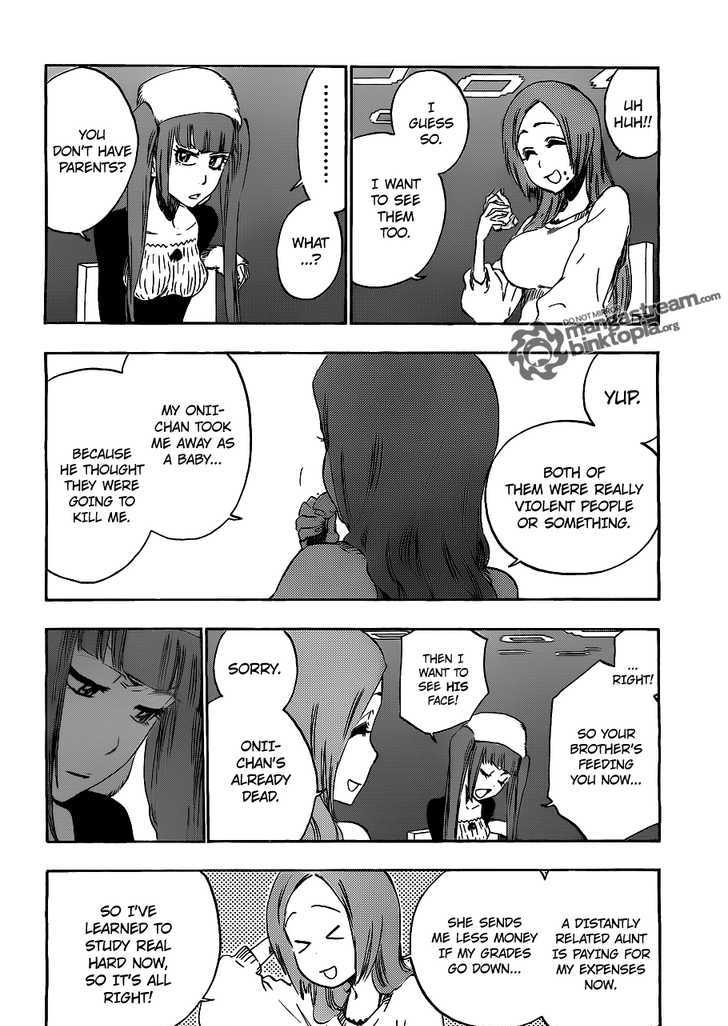 UH
HUH!!
I
GUESS
SO.
I WANT
TO SEE
THEM
TOO.
.........
WHAT
...?
YOU
DON'T HAVE
PARENTS?
DO NOT MIRROR
mangastream.com
binktopia.org
YUP.
BOTH OF
THEM WERE REALLY
VIOLENT PEOPLE
OR SOMETHING.
MY ONII-
CHAN TOOK
ME AWAY AS
A BABY...
BECAUSE
HE THOUGHT
THEY WERE
GOING TO
KILL ME.
...
RIGHT!
SO YOUR
BROTHER'S
FEEDING
YOU NOW...
THEN I
WANT TO
SEE HIS
FACE!
SORRY.
ONII-
CHAN'S
ALREADY
DEAD.
A DISTANTLY
RELATED AUNT
IS PAYING FOR
MY EXPENSES
NOW.
SHE SENDS
ME LESS MONEY
IF MY GRADES
GO DOWN...
SO I'VE
LEARNED TO
STUDY REAL
HARD NOW,
SO IT'S ALL
RIGHT!